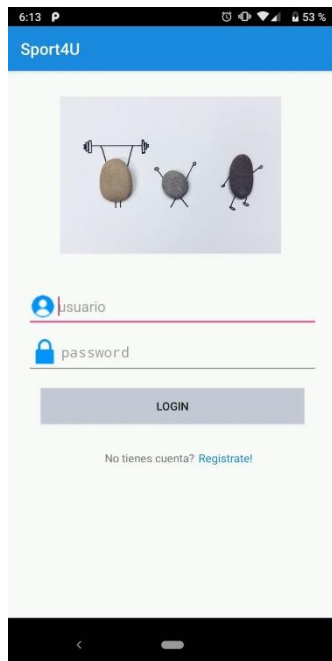 6:13 53 %
Sport4U
usuario
password
LOGIN
No tienes cuenta? Registrate!